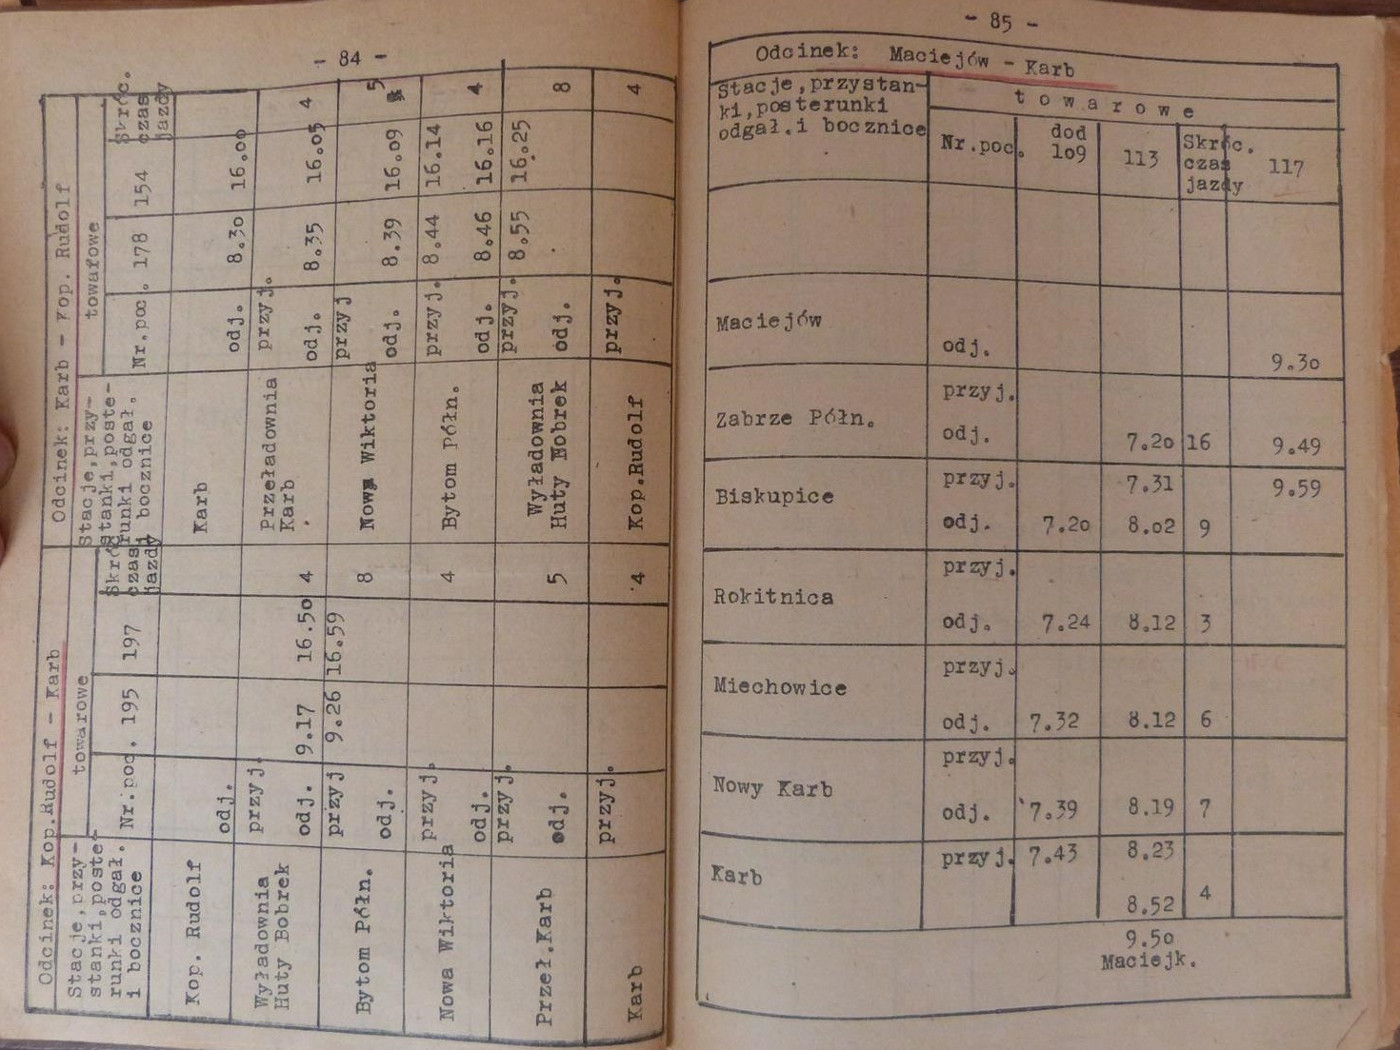 - 84 -
Odcinek: Karb - Kop. Rudolf
Stacje,przy-
stanki,poste-
runki odgał.
i bocznice
towarowe
Nr.poc. 178 154
Skróc.
czas
jazdy
Karb odj. 8.30 16.00
Przeładownia
Karb
przyj.
odj. 8.35 16.05 4
Nowa Wiktoria
przyj
odj. 8.39 16.09 5
Bytom Półn.
przyj. 8.44 16.14
odj. 8.46 16.16 4
Wyładownia
Huty Bobrek
przyj. 8.55 16.25
odj. 8
Kop.Rudolf przyj. 4
Odcinek: Kop.Rudolf - Karb
Stacje,przy-
stanki,poste-
runki odgał.
i bocznice
towarowe
Nr.poc. 195 197
Skróc
czas
jazdy
Kop. Rudolf odj.
Wyładownia
Huty Bobrek
przyj.
odj. 9.17 16.50 4
Bytom Półn.
przyj 9.26 16.59
odj. 8
Nowa Wiktoria
przyj.
odj. 4
Przeł.Karb
przyj.
odj. 5
Karb przyj. 4
- 85 -
Odcinek: Maciejów - Karb
Stacje,przystan-
ki,posterunki
odgał.i bocznice
towarowe
Nr.poc.
dod
109
113
Skróc.
czas
jazdy
117
Maciejów
odj. 9.30
Zabrze Półn.
przyj.
odj. 7.20 16 9.49
Biskupice
przyj. 7.31 9.59
odj. 7.20 8.02 9
Rokitnica
przyj.
odj. 7.24 8.12 3
Miechowice
przyj.
odj. 7.32 8.12 6
Nowy Karb
przyj.
odj. 7.39 8.19 7
Karb
przyj. 7.43 8.23
8.52 4
9.50
Maciejk.